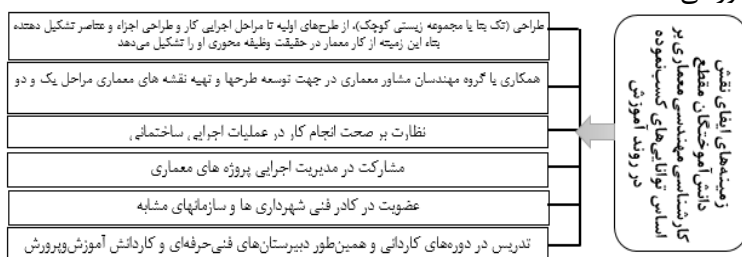 زمینه‌های ایفای نقش
دانش‌آموختگان مقطع
کارشناسی مهندسی معماری بر
اساس توانایی‌های کسب‌نموده
در روند آموزش
طراحی (تک بنا یا مجموعه زیستی کوچک)، از طرح‌های اولیه تا مراحل اجرایی کار و طراحی اجزاء و عناصر تشکیل دهنده
بناء این زمینه از کار معمار در حقیقت وظیفه محوری او را تشکیل می‌دهد
همکاری یا گروه مهندسان مشاور معماری در جهت توسعه طرحها و تهیه نقشه های معماری مراحل یک و دو
نظارت بر صحت انجام کار در عملیات اجرایی ساختمانی
مشارکت در مدیریت اجرایی پروژه های معماری
عضویت در کادر فنی شهرداری ها و سازمانهای مشابه
تدریس در دوره‌های کاردانی و همین‌طور دبیرستان‌های فنی‌حرفه‌ای و کاردانش آموزش‌وپرورش